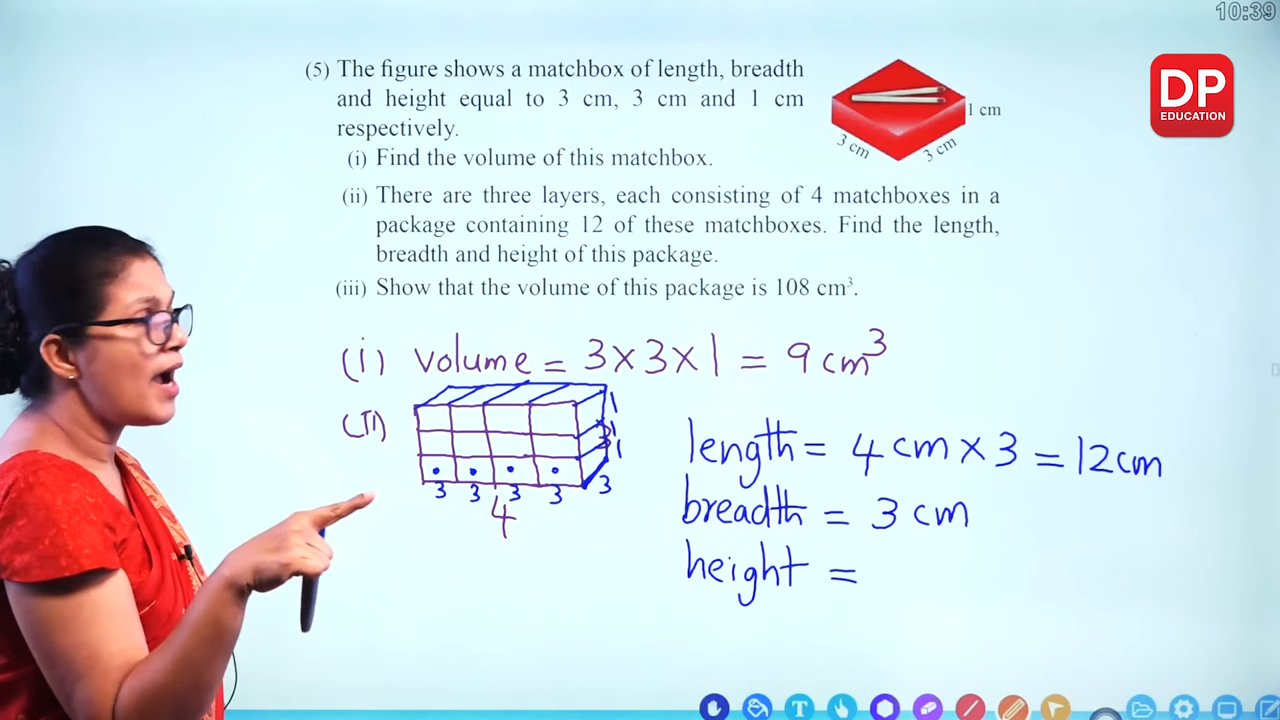 10:39
(5) The figure shows a matchbox of length, breadth
and height equal to 3 cm, 3 cm and 1 cm
respectively.
(i) Find the volume of this matchbox.
(ii) There are three layers, each consisting of 4 matchboxes in a
package containing 12 of these matchboxes. Find the length,
breadth and height of this package.
(iii) Show that the volume of this package is 108 cm³.
1 cm
3 cm
3 cm
DP
EDUCATION
(i) volume = 3 × 3 × 1 = 9 cm³
(ii)
1
1
1
3 3 3 3 3
4
length = 4 cm × 3 = 12 cm
breadth = 3 cm
height =